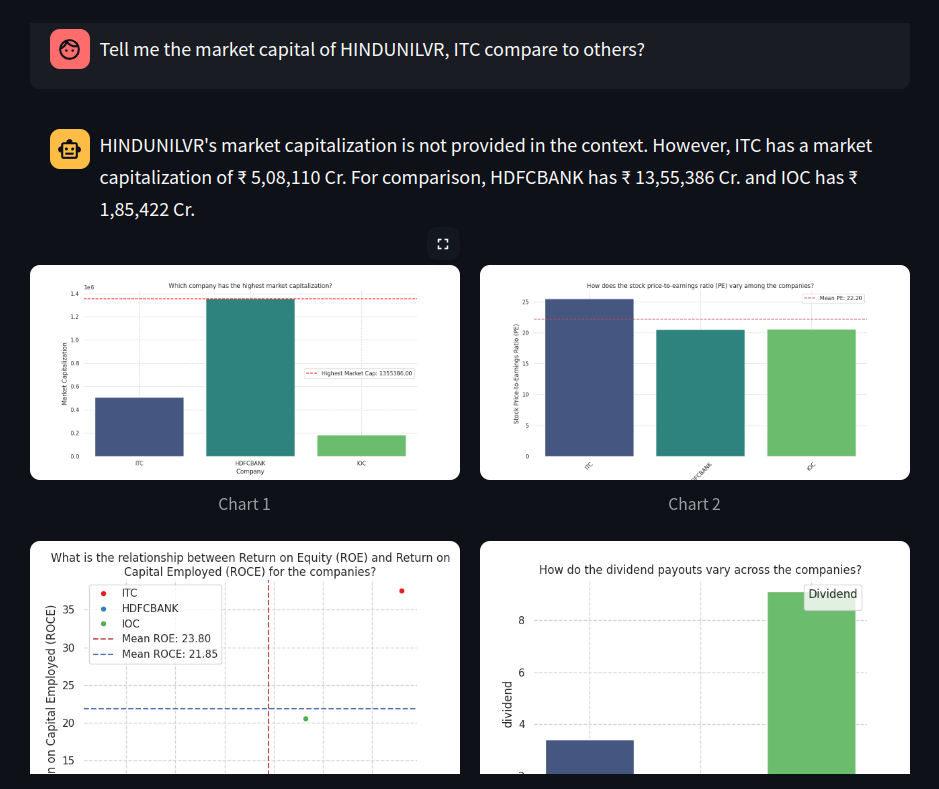 Tell me the market capital of HINDUNILVR, ITC compare to others?
HINDUNILVR's market capitalization is not provided in the context. However, ITC has a market
capitalization of ₹ 5,08,110 Cr. For comparison, HDFCBANK has ₹ 13,55,386 Cr. and IOC has ₹
1,85,422 Cr.
Which company has the highest market capitalization?
1e6
1.4
1.2
1.0
0.8
0.6
0.4
0.2
0.0
Market Capitalization
Highest Market Cap: 1355386.00
ITC
HDFCBANK
IOC
Company
Chart 1
How does the stock price-to-earnings ratio (PE) vary among the companies?
Mean PE: 22.20
25
20
15
10
5
0
Stock Price-to-Earnings Ratio (PE)
ITC
DFCBANK
IOC
Chart 2
What is the relationship between Return on Equity (ROE) and Return on
Capital Employed (ROCE) for the companies?
ITC
HDFCBANK
IOC
Mean ROE: 23.80
Mean ROCE: 21.85
35
30
25
20
15
n on Capital Employed (ROCE)
How do the dividend payouts vary across the companies?
Dividend
8
6
4
dividend